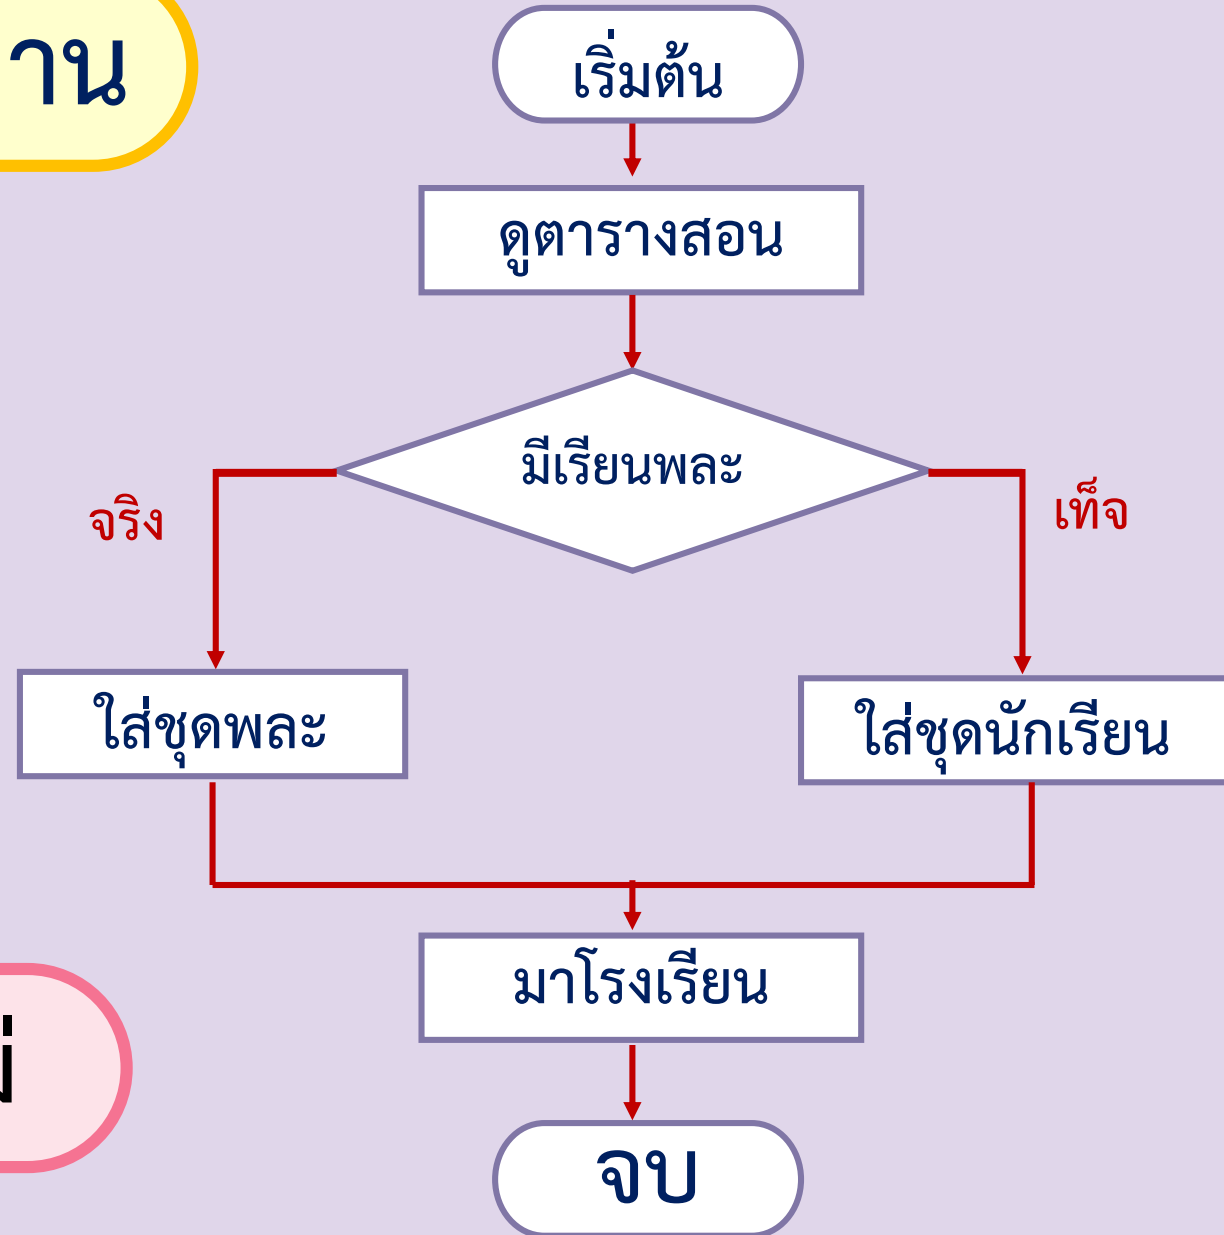 เริ่มต้น
ดูตารางสอน
มีเรียนพละ
จริง
เท็จ
ใส่ชุดพละ
ใส่ชุดนักเรียน
มาโรงเรียน
จบ